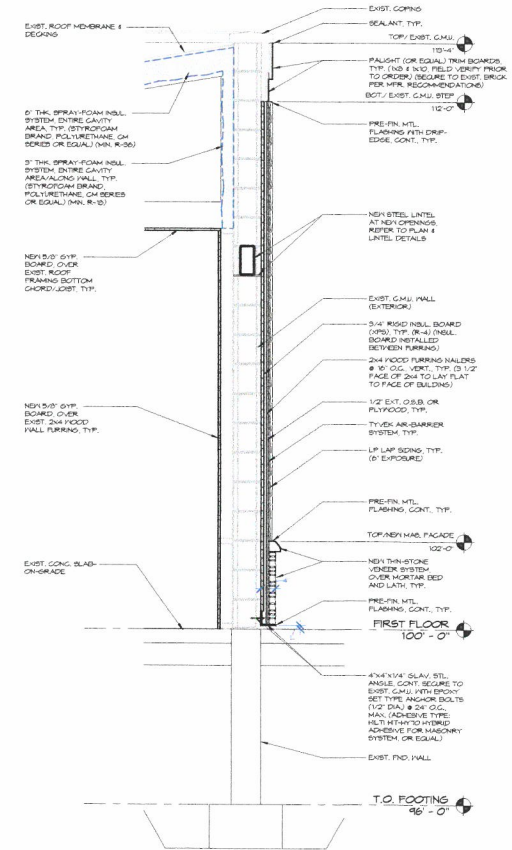 EXIST. COPING
SEALANT, TYP.
TOP/ EXIST. C.M.U.
113'-4"
PALIGHT (OR EQUAL) TRIM BOARDS,
TYP. (1X8 & 1X10, FIELD VERIFY PRIOR
TO ORDER) (SECURE TO EXIST. BRICK
PER MFR. RECOMMENDATIONS)
BOT./ EXIST. C.M.U. STEP
112'-0"
PRE-FIN. MTL.
FLASHING WITH DRIP-
EDGE, CONT., TYP.
NEW STEEL LINTEL
AT NEW OPENINGS,
REFER TO PLAN &
LINTEL DETAILS
EXIST. C.M.U. WALL
(EXTERIOR)
3/4" RIGID INSUL. BOARD
(XPS), TYP. (R-4) (INSUL.
BOARD INSTALLED
BETWEEN FURRING)
2x4 WOOD FURRING NAILERS
@ 16" O.C. VERT., TYP. (3 1/2"
FACE OF 2x4 TO LAY FLAT
TO FACE OF BUILDING)
1/2" EXT. O.S.B. OR
PLYWOOD, TYP.
TYVEK AIR-BARRIER
SYSTEM, TYP.
LP LAP SIDING, TYP.
(6" EXPOSURE)
PRE-FIN. MTL.
FLASHING, CONT., TYP.
TOP/NEW MAS. FACADE
102'-0"
NEW THIN-STONE
VENEER SYSTEM,
OVER MORTAR BED
AND LATH, TYP.
PRE-FIN. MTL.
FLASHING, CONT., TYP.
FIRST FLOOR
100' - 0"
4"x4"x1/4" GLAV. STL.
ANGLE, CONT. SECURE TO
EXIST. C.M.U. WITH EPOXY
SET TYPE ANCHOR BOLTS
(1/2" DIA.) @ 24" O.C.,
MAX. (ADHESIVE TYPE:
HILTI HIT-HY70 HYBRID
ADHESIVE FOR MASONRY
SYSTEM, OR EQUAL)
EXIST. FND. WALL
T.O. FOOTING
96' - 0"
EXIST. ROOF MEMBRANE &
DECKING
6" THK. SPRAY-FOAM INSUL.
SYSTEM, ENTIRE CAVITY
AREA, TYP. (STYROFOAM
BRAND, POLYURETHANE, CM
SERIES OR EQUAL) (MIN. R-36)
3" THK. SPRAY-FOAM INSUL.
SYSTEM, ENTIRE CAVITY
AREA/ALONG WALL, TYP.
(STYROFOAM BRAND,
POLYURETHANE, CM SERIES
OR EQUAL) (MIN. R-18)
NEW 5/8" GYP.
BOARD, OVER
EXIST. ROOF
FRAMING BOTTOM
CHORD/JOIST, TYP.
NEW 5/8" GYP.
BOARD, OVER
EXIST. 2x4 WOOD
WALL FURRING, TYP.
EXIST. CONC. SLAB-
ON-GRADE